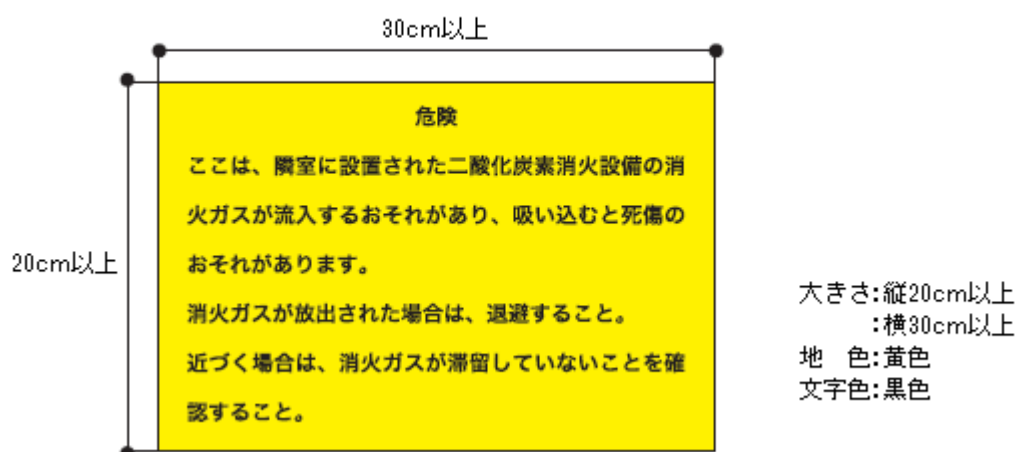 30cm以上
20cm以上
危険
ここは、隣室に設置された二酸化炭素消火設備の消
火ガスが流入するおそれがあり、吸い込むと死傷の
おそれがあります。
消火ガスが放出された場合は、退避すること。
近づく場合は、消火ガスが滞留していないことを確
認すること。
大きさ:縦20cm以上
:横30cm以上
地 色:黄色
文字色:黒色